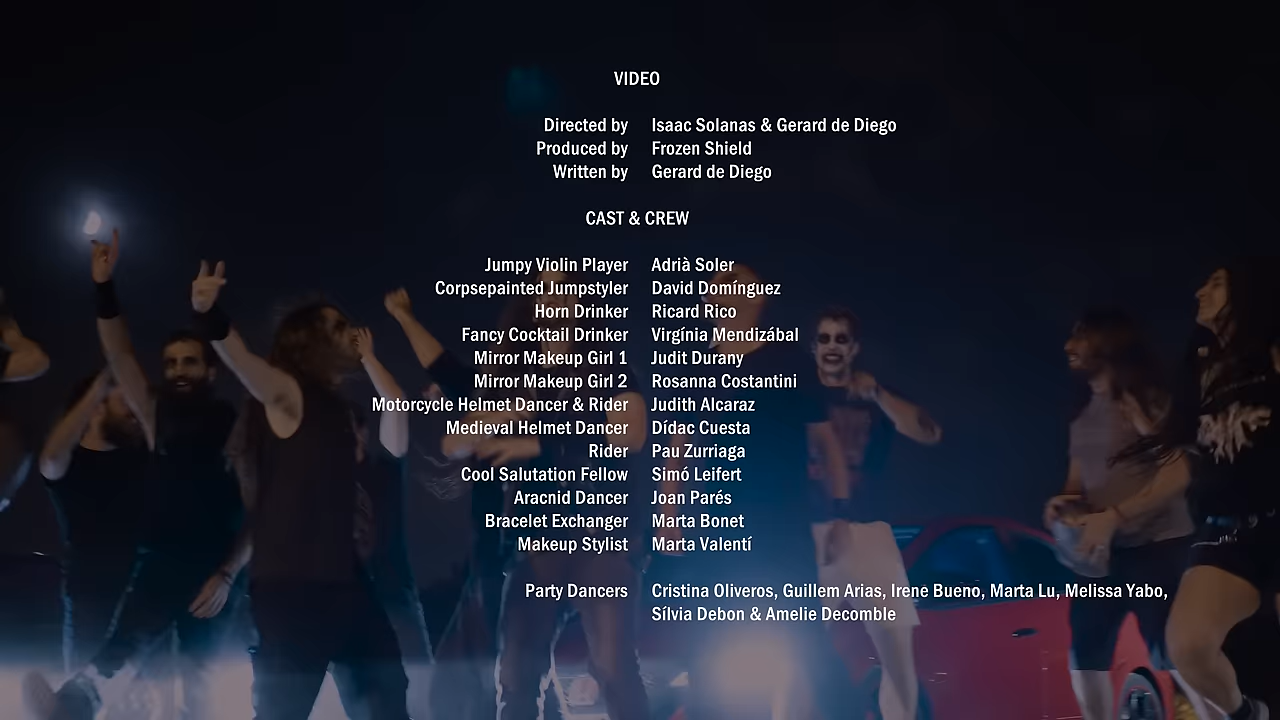 VIDEO
Directed by Isaac Solanas & Gerard de Diego
Produced by Frozen Shield
Written by Gerard de Diego
CAST & CREW
Jumpy Violin Player Adrià Soler
Corpsepainted Jumpstyler David Domínguez
Horn Drinker Ricard Rico
Fancy Cocktail Drinker Virgínia Mendizábal
Mirror Makeup Girl 1 Judit Durany
Mirror Makeup Girl 2 Rosanna Costantini
Motorcycle Helmet Dancer & Rider Judith Alcaraz
Medieval Helmet Dancer Dídac Cuesta
Rider Pau Zurriaga
Cool Salutation Fellow Simó Leifert
Aracnid Dancer Joan Parés
Bracelet Exchanger Marta Bonet
Makeup Stylist Marta Valentí
Party Dancers Cristina Oliveros, Guillem Arias, Irene Bueno, Marta Lu, Melissa Yabo,
Sílvia Debon & Amelie Decomble